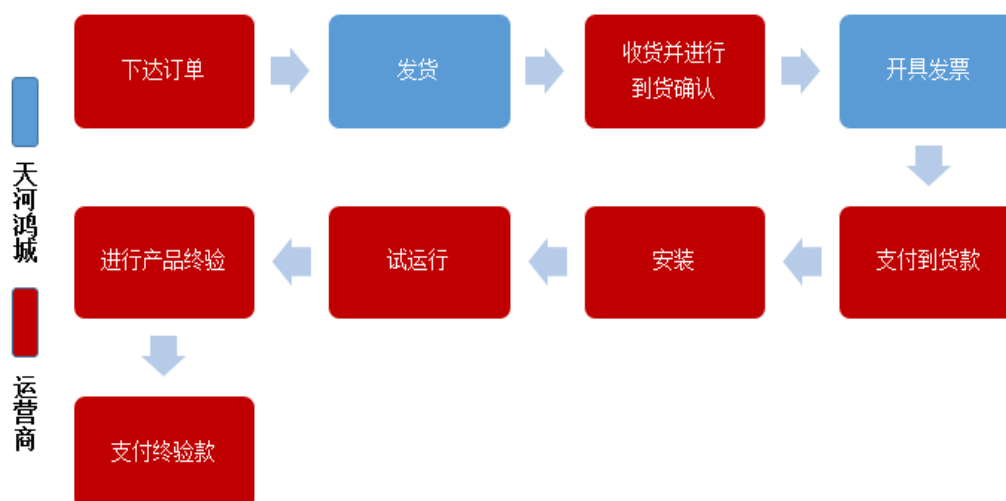 下达订单
发货
收货并进行
到货确认
开具发票
天河鸿城
进行产品终验
试运行
安装
支付到货款
运营商
支付终验款